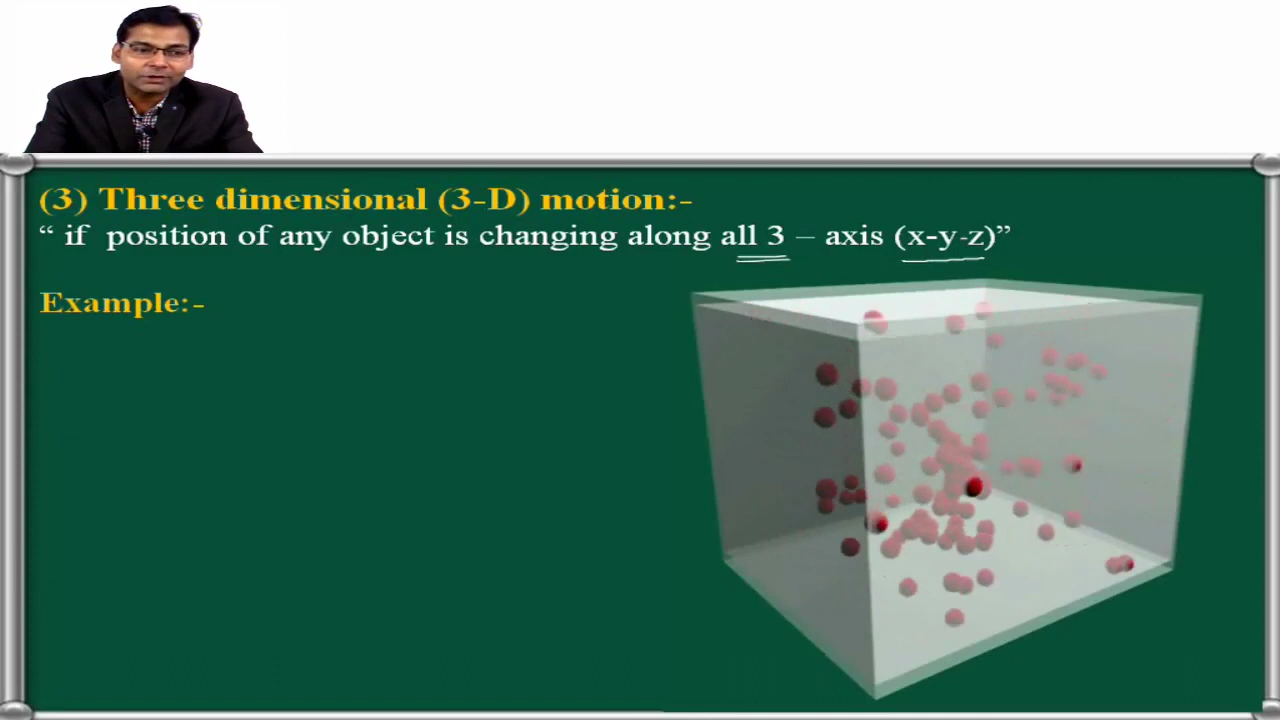 (3) Three dimensional (3-D) motion:-
“ if position of any object is changing along all 3 – axis (x-y-z)”
Example:-